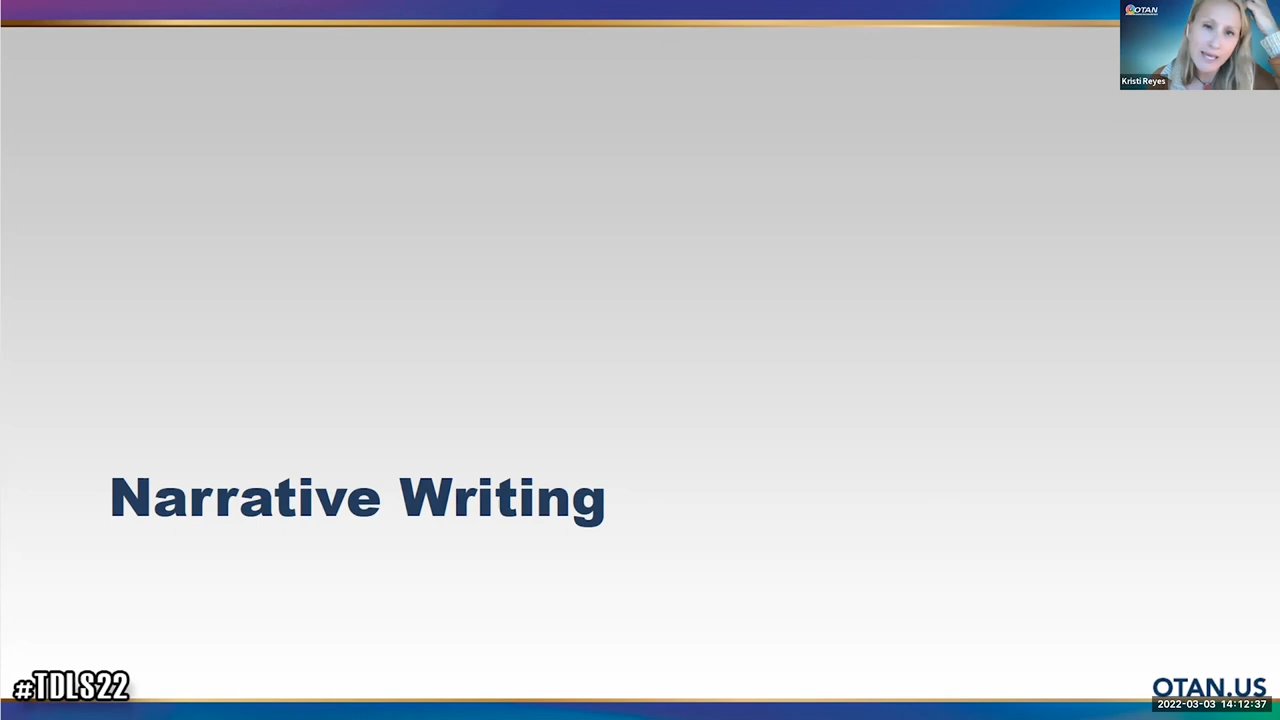 OTAN
Kristi Reyes
Narrative Writing
#TDLS22
OTAN.US
2022-03-03 14:12:37